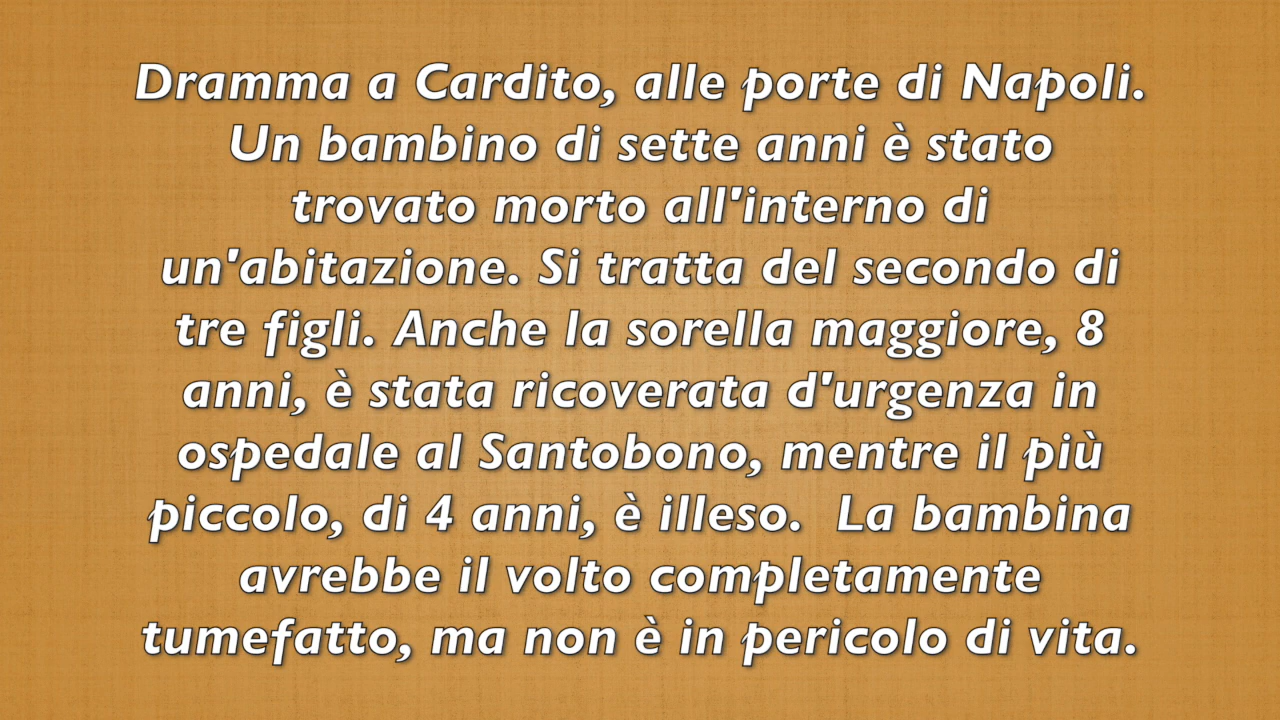 Dramma a Cardito, alle porte di Napoli.
Un bambino di sette anni è stato
trovato morto all'interno di
un'abitazione. Si tratta del secondo di
tre figli. Anche la sorella maggiore, 8
anni, è stata ricoverata d'urgenza in
ospedale al Santobono, mentre il più
piccolo, di 4 anni, è illeso.  La bambina
avrebbe il volto completamente
tumefatto, ma non è in pericolo di vita.